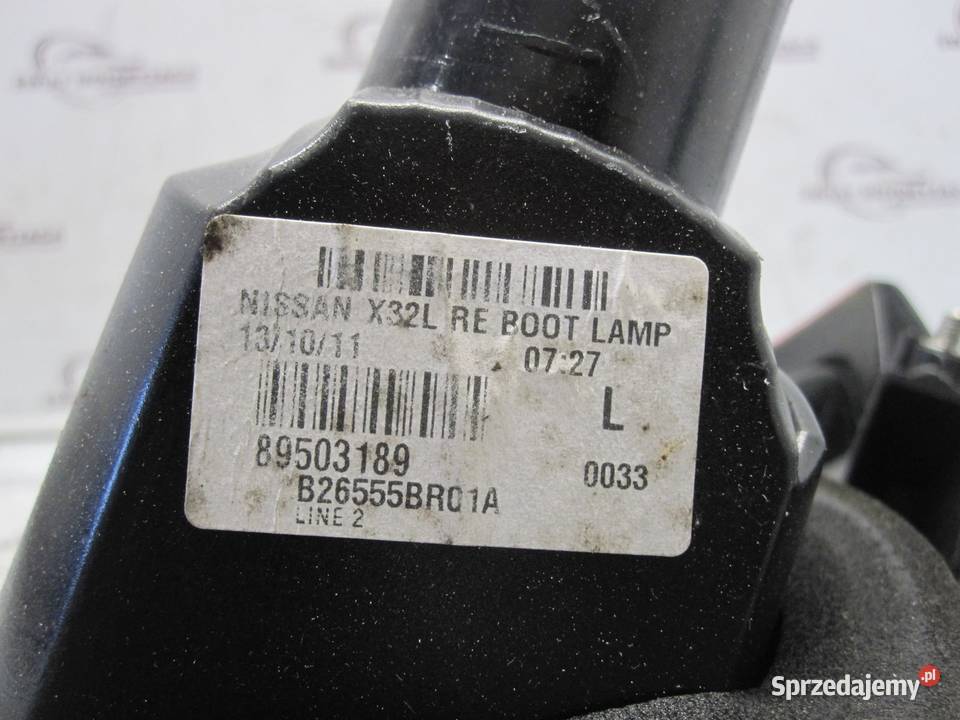 NISSAN X32L RE BOOT LAMP
13/10/11 07:27
L
89503189 0033
B26555BR01A
LINE 2
Sprzedajemy.pl